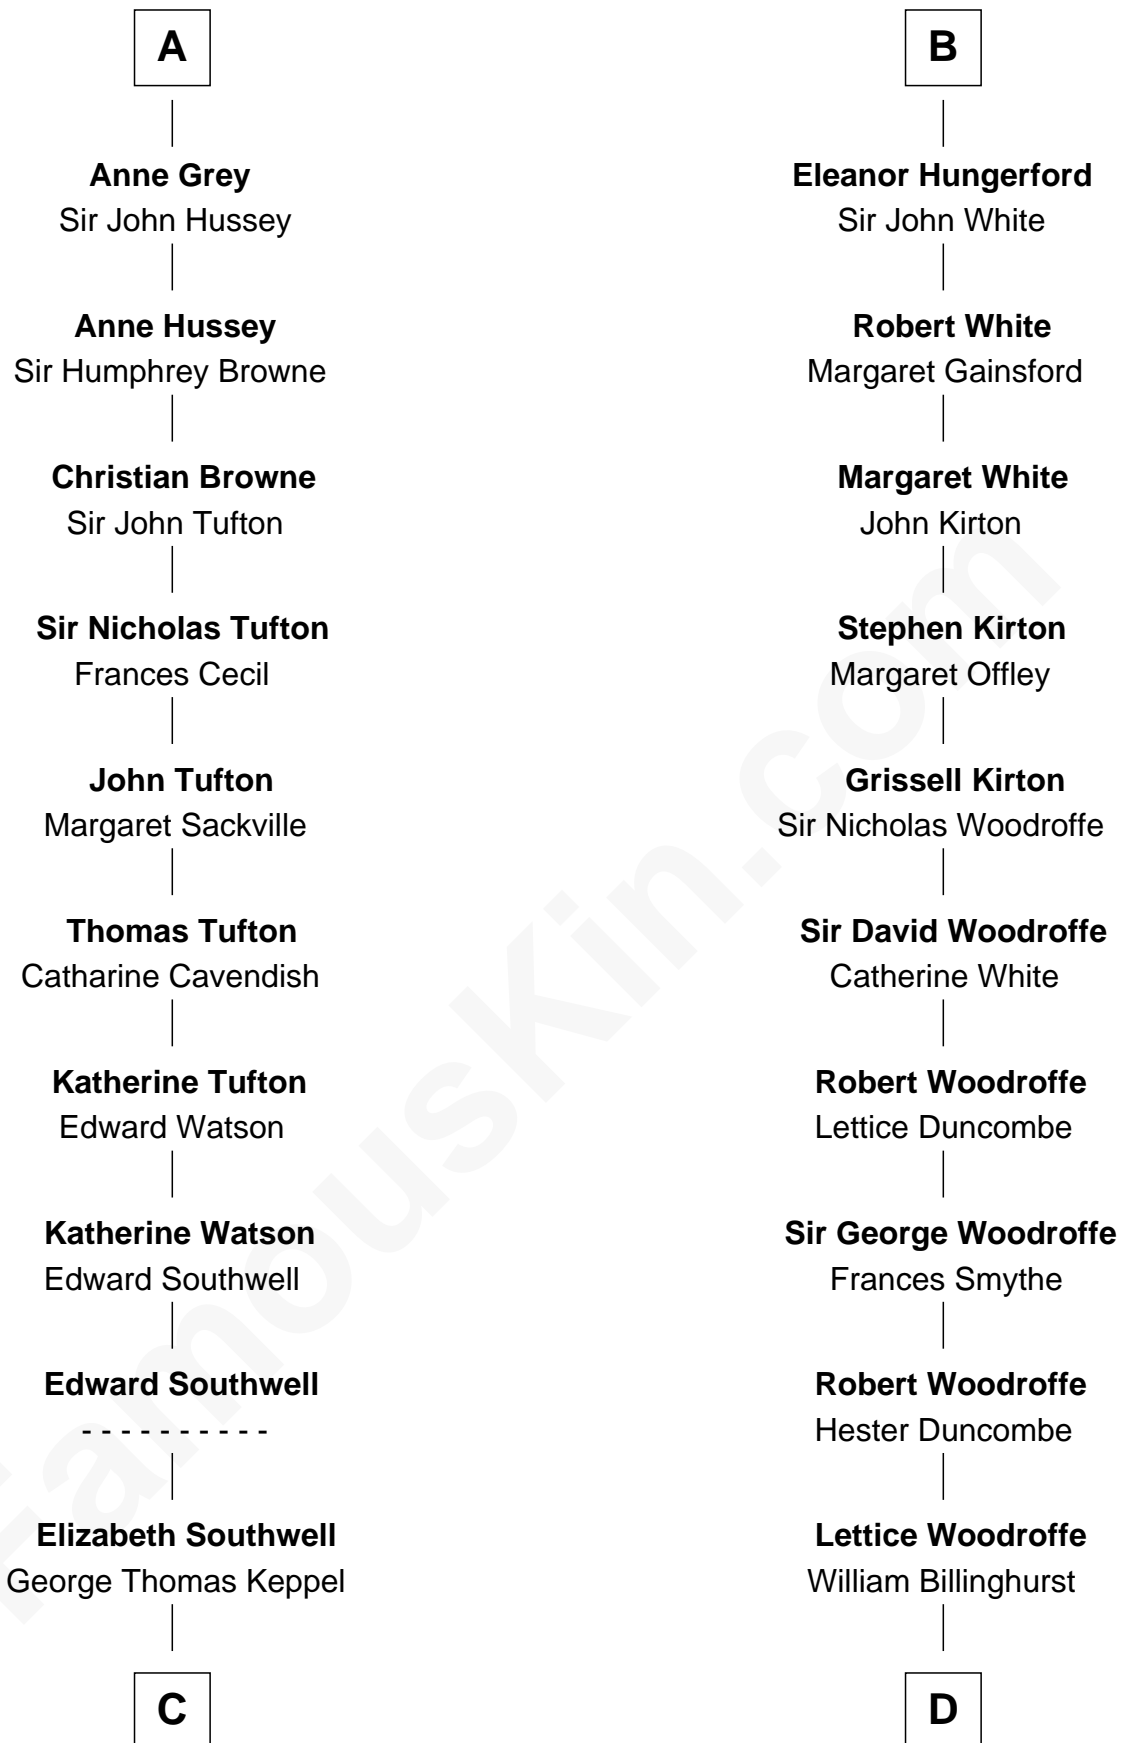 A
Anne Grey
Sir John Hussey
Anne Hussey
Sir Humphrey Browne
Christian Browne
Sir John Tufton
Sir Nicholas Tufton
Frances Cecil
John Tufton
Margaret Sackville
Thomas Tufton
Catharine Cavendish
Katherine Tufton
Edward Watson
Katherine Watson
Edward Southwell
Edward Southwell
- - - - - - - - - -
Elizabeth Southwell
George Thomas Keppel
C
B
Eleanor Hungerford
Sir John White
Robert White
Margaret Gainsford
Margaret White
John Kirton
Stephen Kirton
Margaret Offley
Grissell Kirton
Sir Nicholas Woodroffe
Sir David Woodroffe
Catherine White
Robert Woodroffe
Lettice Duncombe
Sir George Woodroffe
Frances Smythe
Robert Woodroffe
Hester Duncombe
Lettice Woodroffe
William Billinghurst
D
FamousKin.com